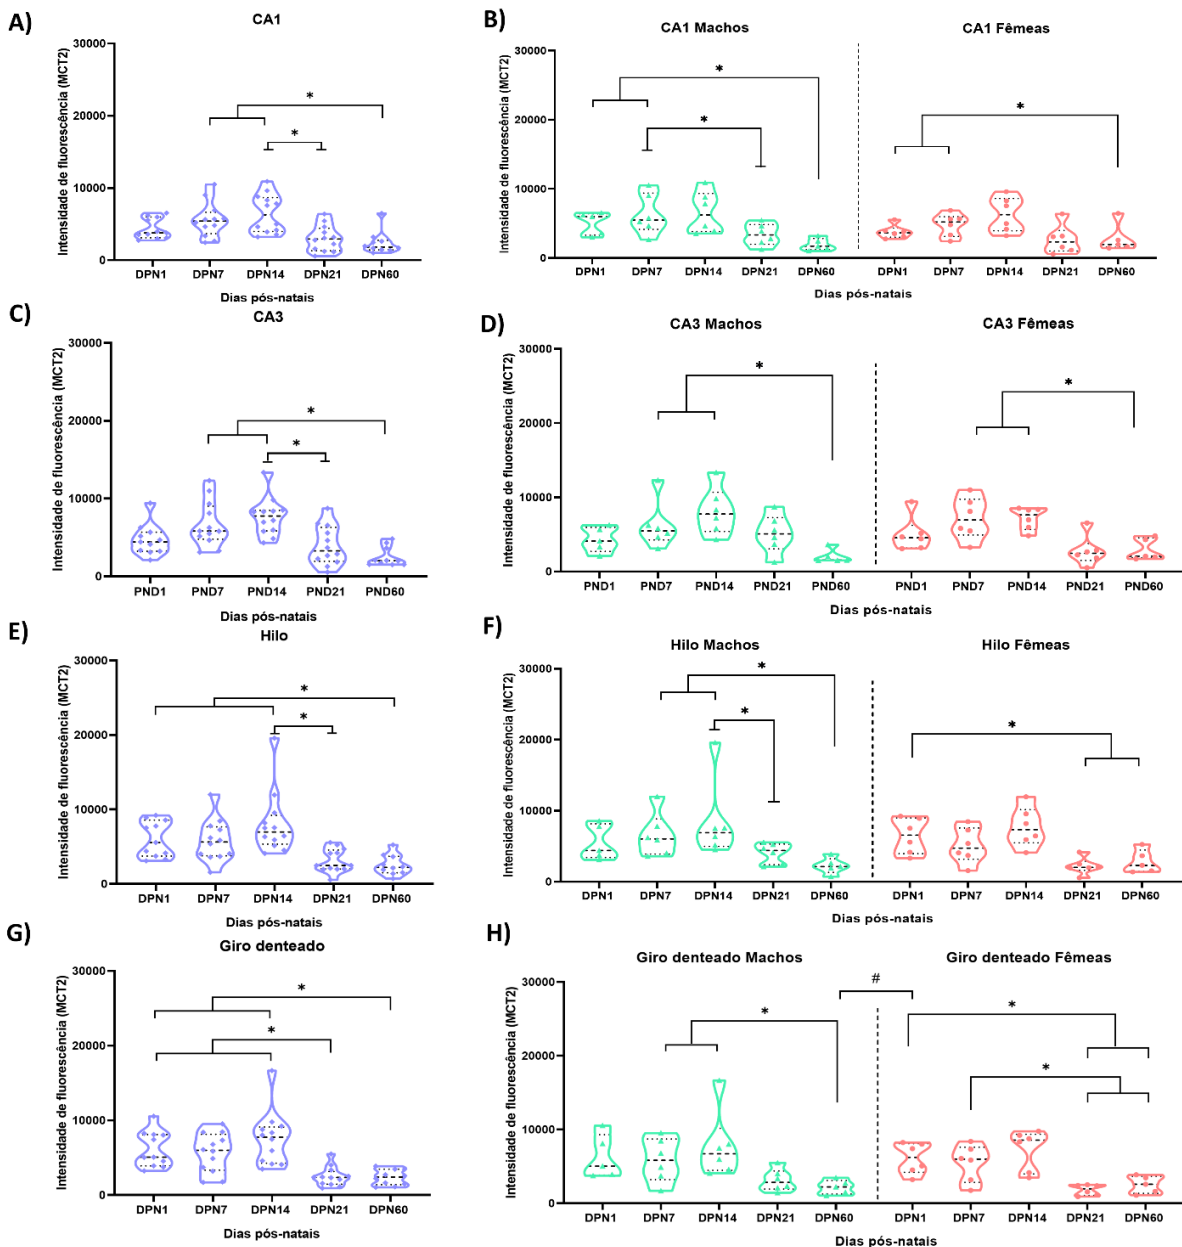 A)
CA1
Intensidade de fluorescência (MCT2)
30000
20000
10000
0
*
*
DPN1 DPN7 DPN14 DPN21 DPN60
Dias pós-natais
B)
CA1 Machos CA1 Fêmeas
Intensidade de fluorescência (MCT2)
30000
20000
10000
0
*
*
*
DPN1 DPN7 DPN14 DPN21 DPN60 DPN1 DPN7 DPN14 DPN21 DPN60
Dias pós-natais
C)
CA3
Intensidade de fluorescência (MCT2)
30000
20000
10000
0
*
*
PND1 PND7 PND14 PND21 PND60
Dias pós-natais
D)
CA3 Machos CA3 Fêmeas
Intensidade de fluorescência (MCT2)
30000
20000
10000
0
*
*
PND1 PND7 PND14 PND21 PND60 PND1 PND7 PND14 PND21 PND60
Dias pós-natais
E)
Hilo
Intensidade de fluorescência (MCT2)
30000
20000
10000
0
*
*
DPN1 DPN7 DPN14 DPN21 DPN60
Dias pós-natais
F)
Hilo Machos Hilo Fêmeas
Intensidade de fluorescência (MCT2)
30000
20000
10000
0
*
*
*
DPN1 DPN7 DPN14 DPN21 DPN60 DPN1 DPN7 DPN14 DPN21 DPN60
Dias pós-natais
G)
Giro denteado
Intensidade de fluorescência (MCT2)
30000
20000
10000
0
*
*
DPN1 DPN7 DPN14 DPN21 DPN60
Dias pós-natais
H)
Giro denteado Machos Giro denteado Fêmeas
Intensidade de fluorescência (MCT2)
30000
20000
10000
0
#
*
*
*
DPN1 DPN7 DPN14 DPN21 DPN60 DPN1 DPN7 DPN14 DPN21 DPN60
Dias pós-natais